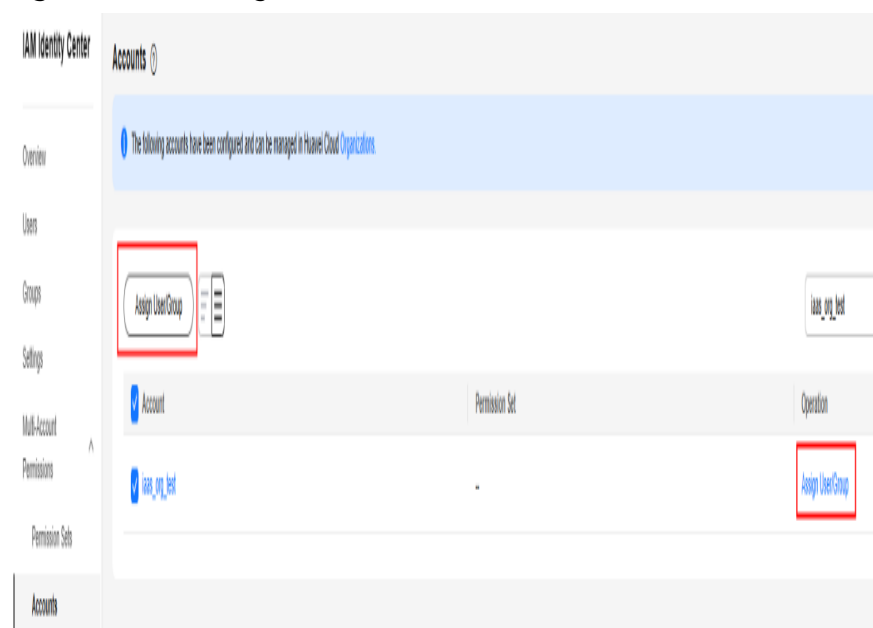 IAM Identity Center
Overview
Users
Groups
Settings
Multi-Account
Permissions
Permission Sets
Accounts
Accounts
The following accounts have been configured and can be managed in Huawei Cloud Organizations.
Assign User/Group
iaas_org_test
Account Permission Set Operation
iaas_org_test -- Assign User/Group